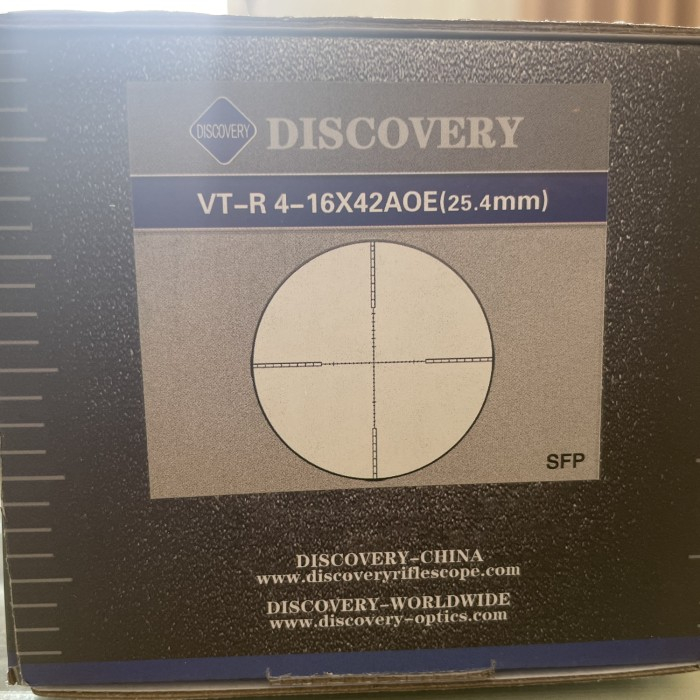 DISCOVERY DISCOVERY
VT-R 4-16X42AOE(25.4mm)
SFP
DISCOVERY-CHINA
www.discoveryriflescope.com
DISCOVERY-WORLDWIDE
www.discovery-optics.com